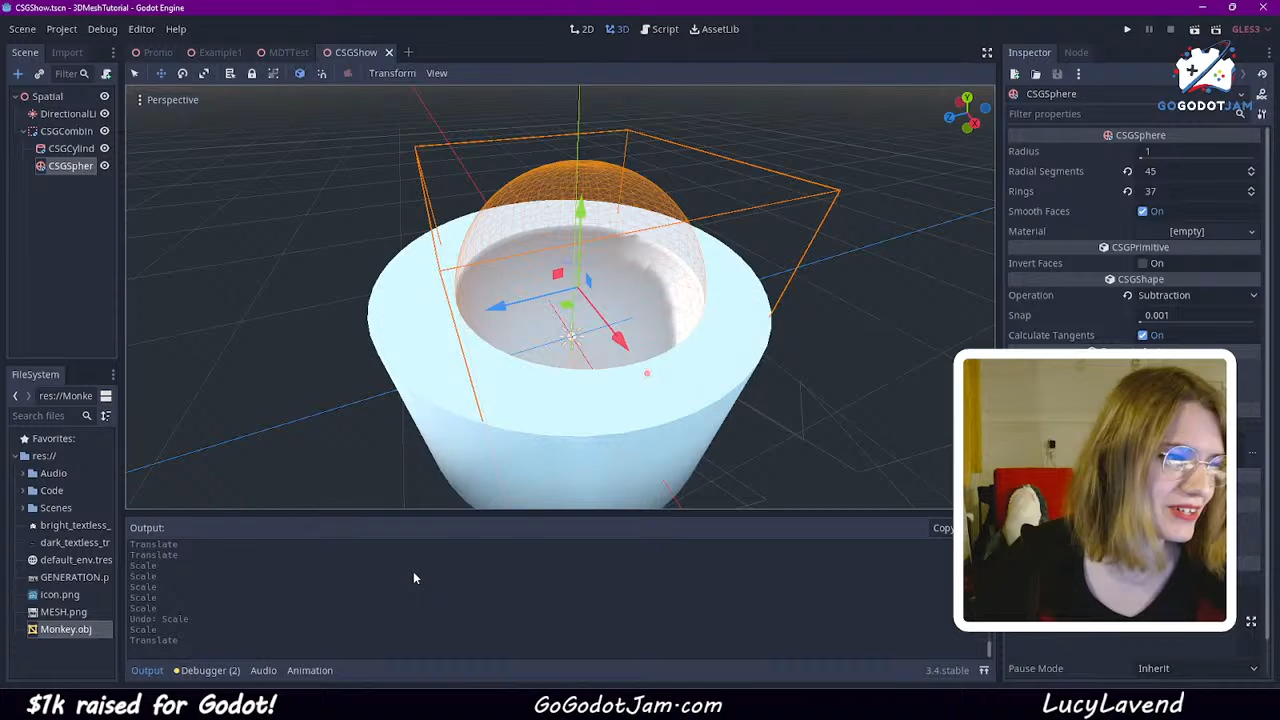 CSGShow.tscn - 3DMeshTutorial - Godot Engine
Scene Project Debug Editor Help
2D 3D Script AssetLib
GLES3
Scene Import
Promo Example1 MDTTest CSGShow
Inspector Node
Filter
Transform View
GOGODOTJAM
Perspective
Y
Z
X
Spatial
DirectionalLi
CSGCombin
CSGCylind
CSGSpher
CSGSphere
Filter properties
CSGSphere
Radius 1
Radial Segments 45
Rings 37
Smooth Faces On
Material [empty]
CSGPrimitive
Invert Faces On
CSGShape
Operation Subtraction
Snap 0.001
Calculate Tangents On
FileSystem
res://Monke
Search files
Favorites:
res://
Audio
Code
Scenes
bright_textless_
dark_textless_tr
default_env.tres
GENERATION.p
icon.png
MESH.png
Monkey.obj
Output:
Copy
Translate
Translate
Scale
Scale
Scale
Scale
Scale
Undo: Scale
Scale
Translate
Output Debugger (2) Audio Animation
3.4.stable
Pause Mode Inherit
$1k raised for Godot!
GoGodotJam.com
LucyLavend